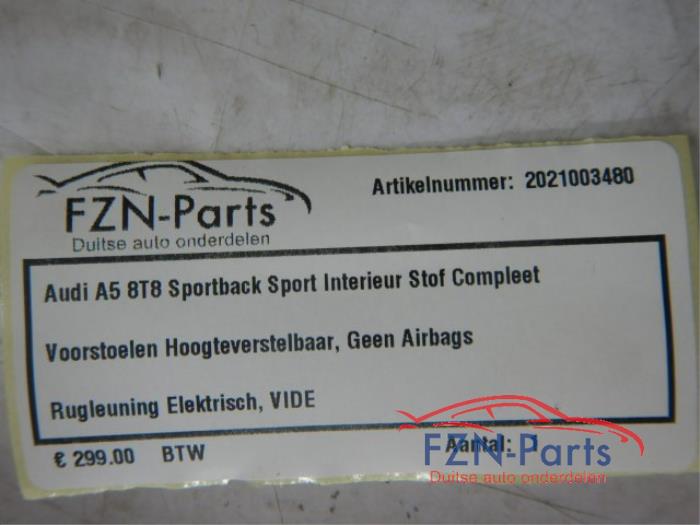 FZN-Parts
Duitse auto onderdelen
Artikelnummer: 2021003480
Audi A5 8T8 Sportback Sport Interieur Stof Compleet
Voorstoelen Hoogteverstelbaar, Geen Airbags
Rugleuning Elektrisch, VIDE
€ 299.00 BTW
Aantal: 1
FZN-Parts
Duitse auto onderdelen